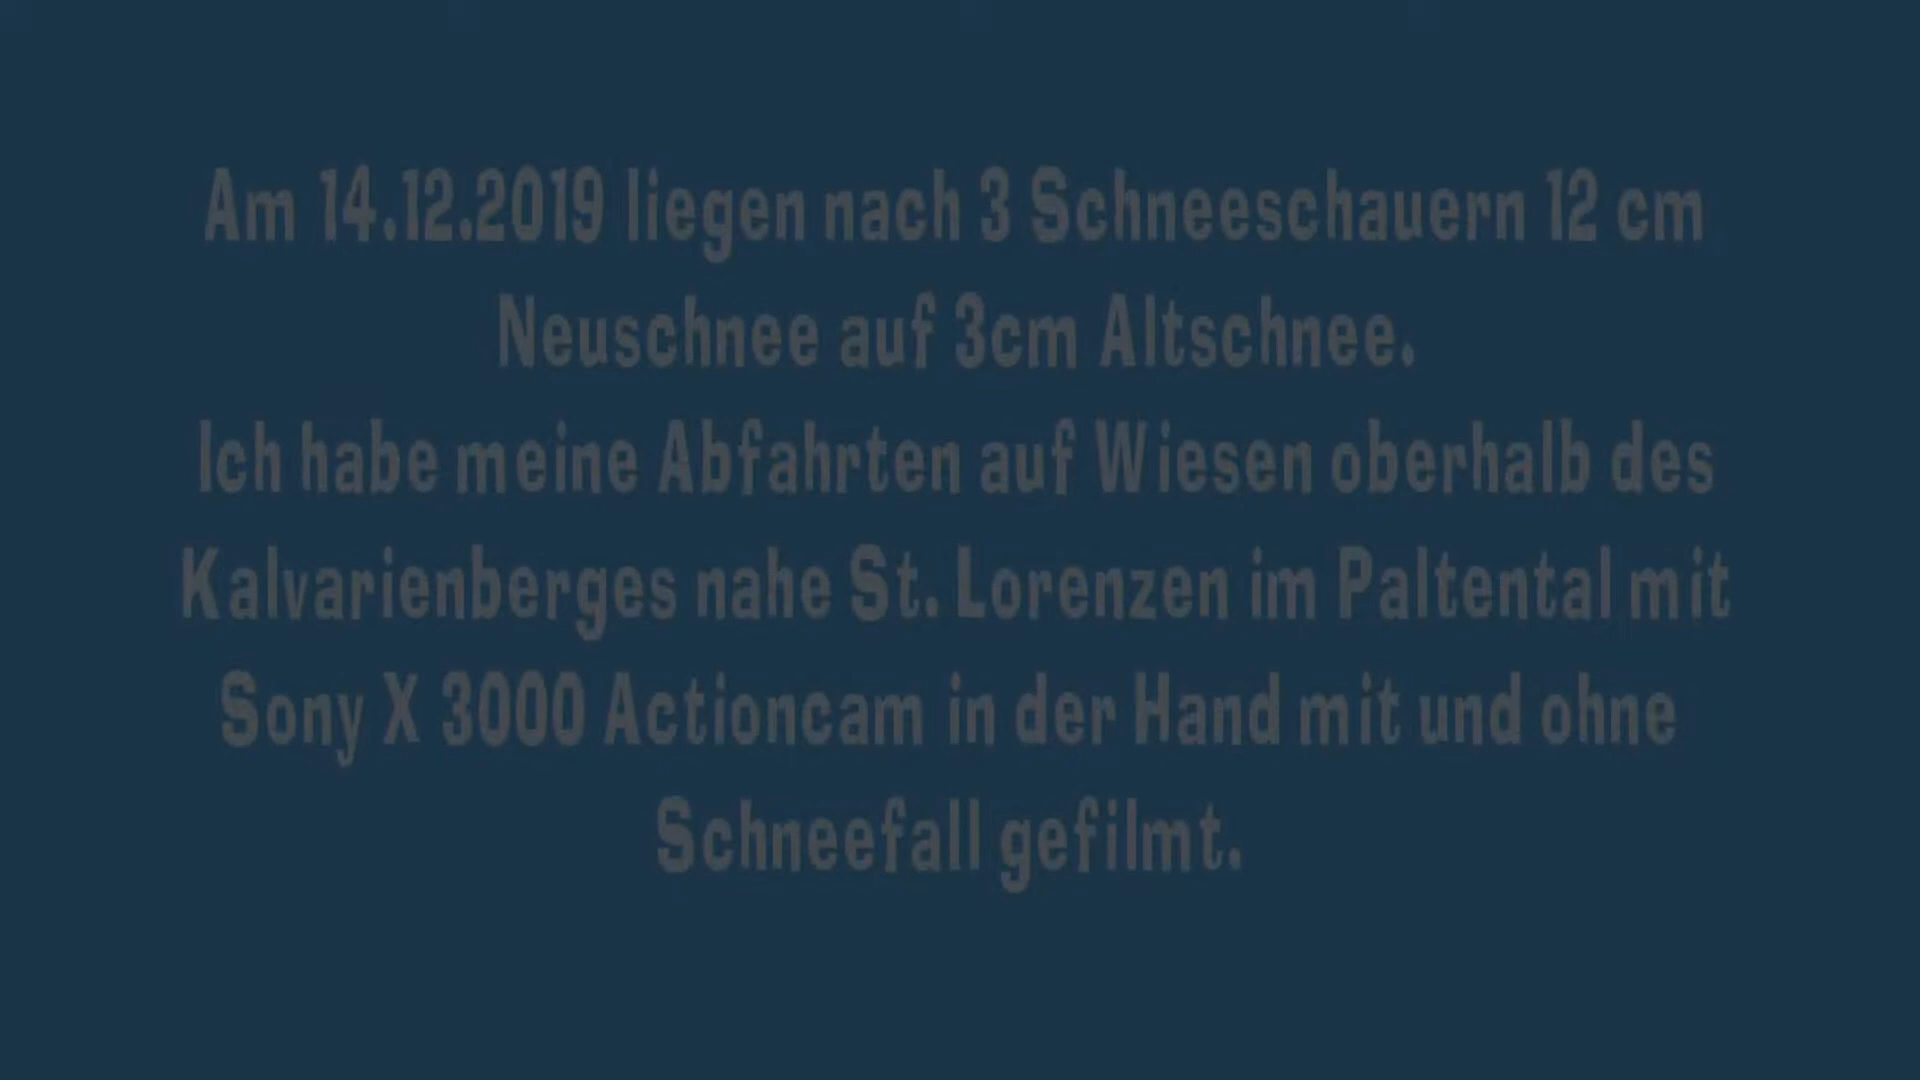 Am 14.12.2019 liegen nach 3 Schneeschauern 12 cm
Neuschnee auf 3cm Altschnee.
Ich habe meine Abfahrten auf Wiesen oberhalb des
Kalvarienberges nahe St. Lorenzen im Paltental mit
Sony X 3000 Actioncam in der Hand mit und ohne
Schneefall gefilmt.